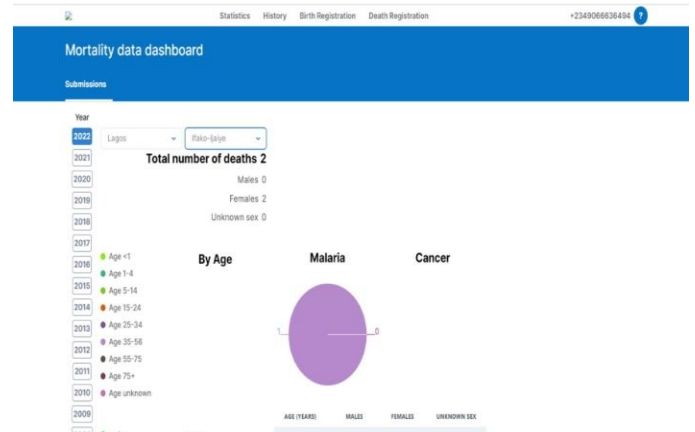 Statistics History Birth Registration Death Registration +2349066636494 ?
Mortality data dashboard
Submissions
Year
2022 Lagos Ifako-Ijaiye
2021 Total number of deaths 2
2020 Males 0
2019 Females 2
2018 Unknown sex 0
2017
2016 Age <1 By Age Malaria Cancer
Age 1-4
2015 Age 5-14
2014 Age 15-24
2013 Age 25-34 1 0
2012 Age 35-56
Age 55-75
2011 Age 75+
2010 Age unknown
2009 AGE (YEARS) MALES FEMALES UNKNOWN SEX